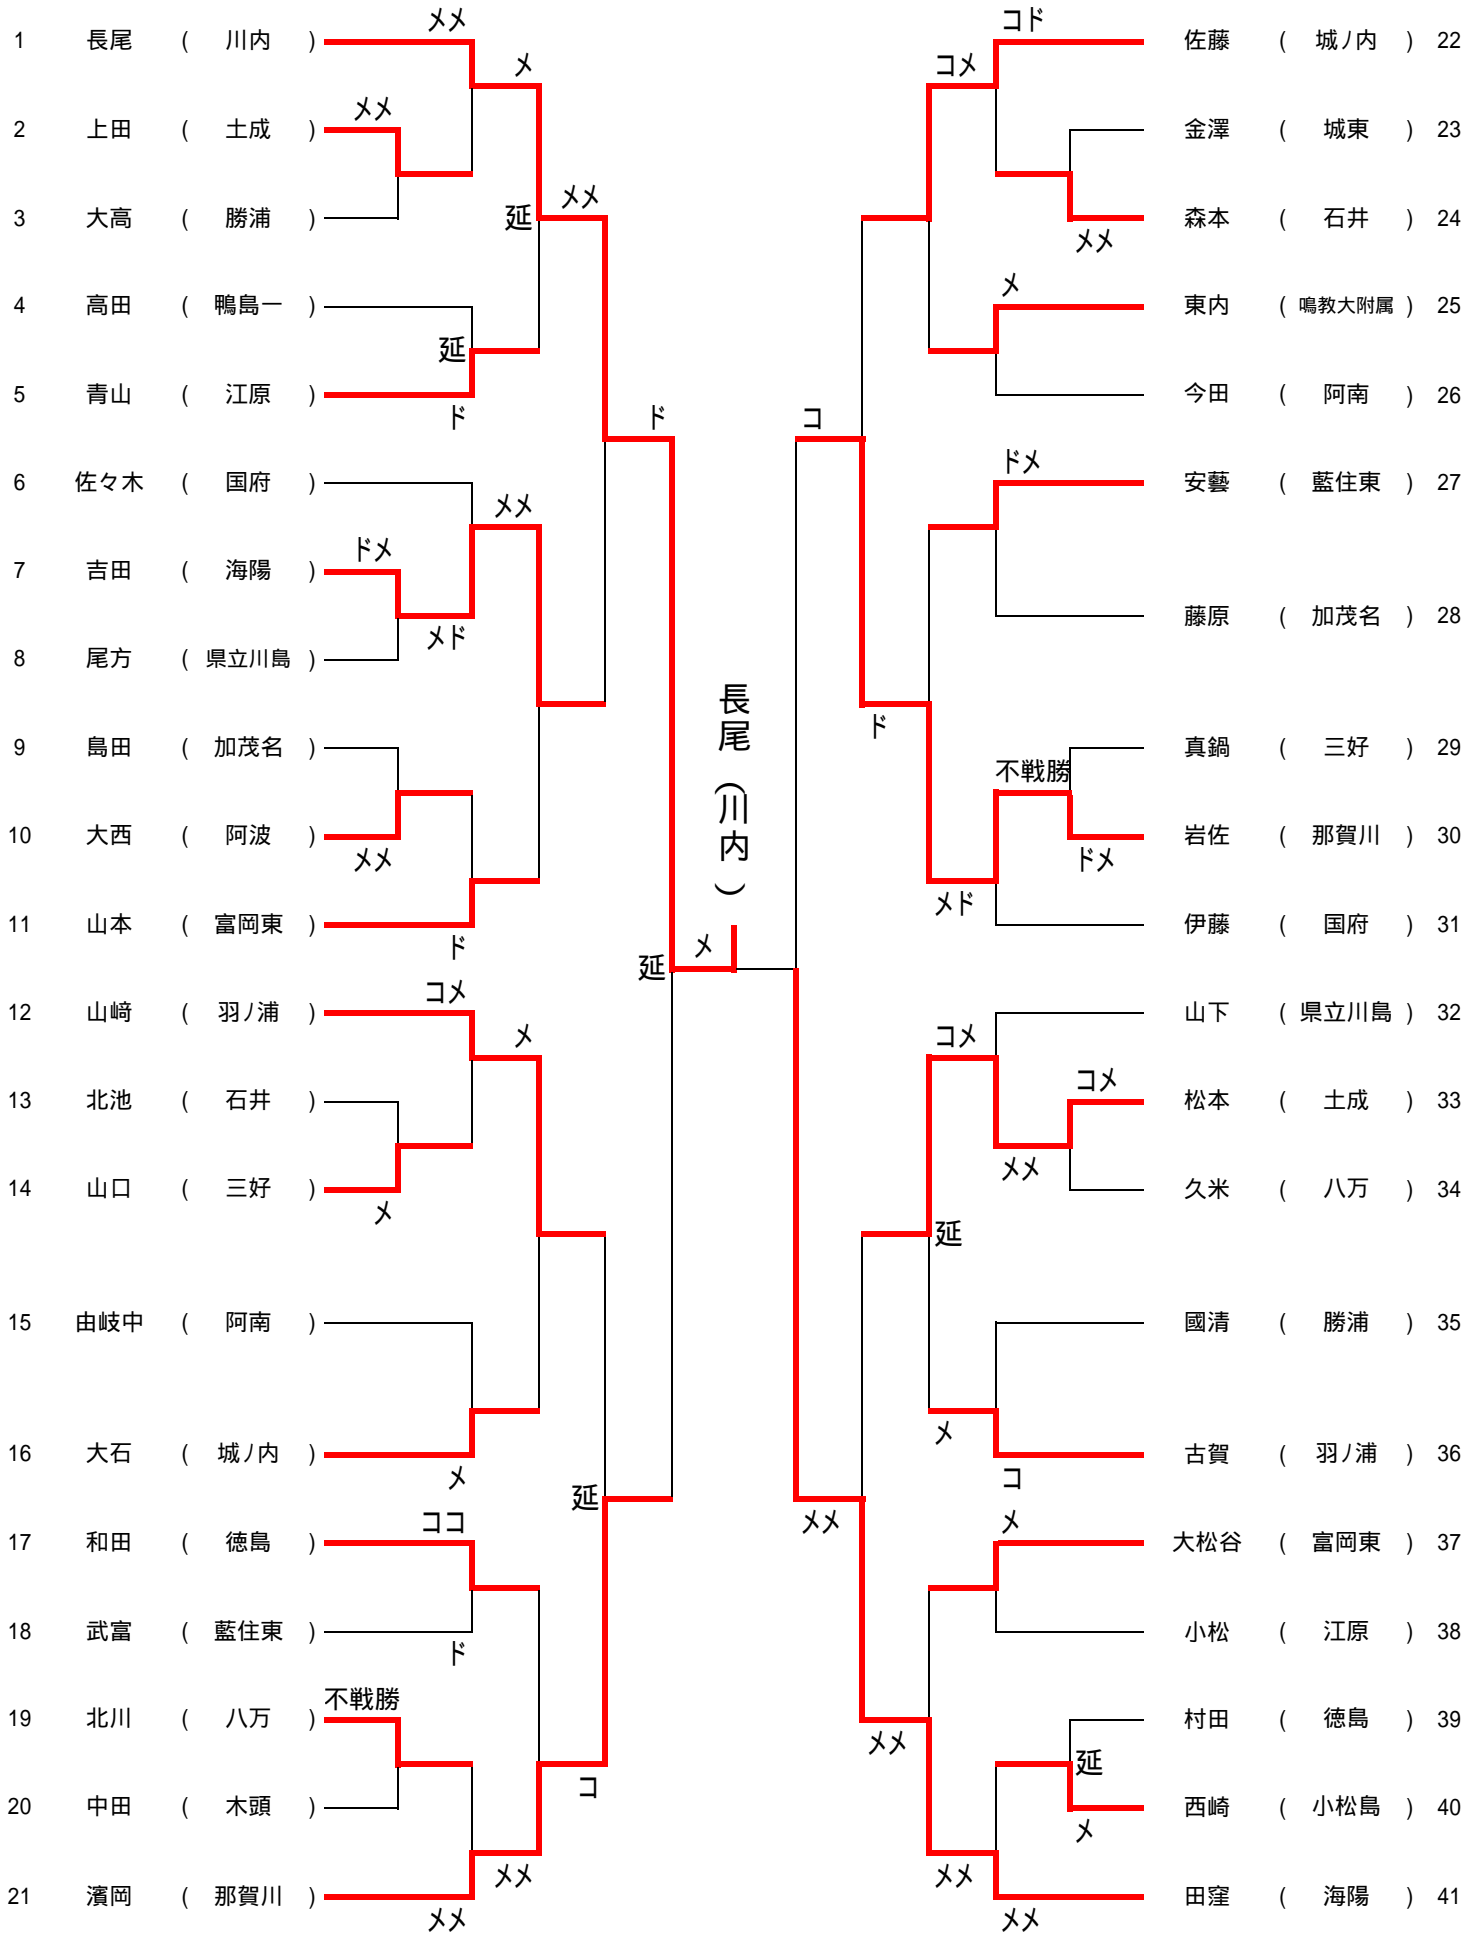 メメ
コド
1 長尾 ( 川内 )
佐藤 ( 城ノ内 ) 22
メ
コメ
メメ
2 上田 ( 土成 )
金澤 ( 城東 ) 23
メメ
3 大高 ( 勝浦 )
延
森本 ( 石井 ) 24
メメ
メ
4 高田 ( 鴨島一 )
東内 ( 鳴教大附属 ) 25
延
5 青山 ( 江原 )
今田 ( 阿南 ) 26
ド
ド
コ
ドメ
6 佐々木 ( 国府 )
安藝 ( 藍住東 ) 27
メメ
ドメ
7 吉田 ( 海陽 )
藤原 ( 加茂名 ) 28
メド
8 尾方 ( 県立川島 )
長尾（川内）
ド
9 島田 ( 加茂名 )
真鍋 ( 三好 ) 29
不戦勝
10 大西 ( 阿波 )
岩佐 ( 那賀川 ) 30
メメ
ドメ
メド
11 山本 ( 富岡東 )
伊藤 ( 国府 ) 31
ド
メ
延
コメ
12 山﨑 ( 羽ノ浦 )
山下 ( 県立川島 ) 32
メ
コメ
コメ
13 北池 ( 石井 )
松本 ( 土成 ) 33
メメ
14 山口 ( 三好 )
久米 ( 八万 ) 34
メ
延
15 由岐中 ( 阿南 )
國清 ( 勝浦 ) 35
メ
16 大石 ( 城ノ内 )
古賀 ( 羽ノ浦 ) 36
メ
コ
延
ココ
メメ
メ
17 和田 ( 徳島 )
大松谷 ( 富岡東 ) 37
18 武富 ( 藍住東 )
小松 ( 江原 ) 38
ド
不戦勝
19 北川 ( 八万 )
村田 ( 徳島 ) 39
メメ
延
コ
20 中田 ( 木頭 )
西崎 ( 小松島 ) 40
メ
メメ
メメ
21 濱岡 ( 那賀川 )
田窪 ( 海陽 ) 41
メメ
メメ